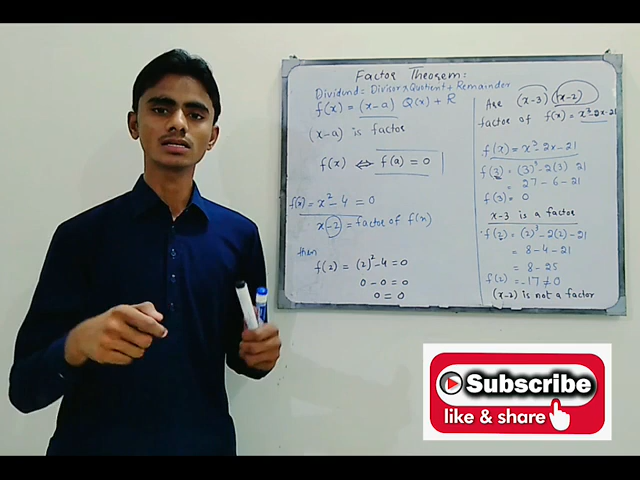 Factor Theorem:
Dividend = Divisor x Quotient + Remainder
f(x) = (x-a) Q(x) + R
(x-a) is factor
f(x) ⇔ f(a) = 0
f(x) = x²-4 = 0
x-2 = factor of f(x)
then
f(2) = (2)²-4 = 0
0-0 = 0
0 = 0
Are (x-3) (x-2)
factor of f(x) = x³-2x-21
f(x) = x³-2x-21
f(3) = (3)³-2(3) 21
= 27-6-21
f(3) = 0
x-3 is a factor
f(2) = (2)³-2(2)-21
= 8-4-21
= 8-25
f(2) = -17≠0
(x-2) is not a factor
Subscribe
like & share